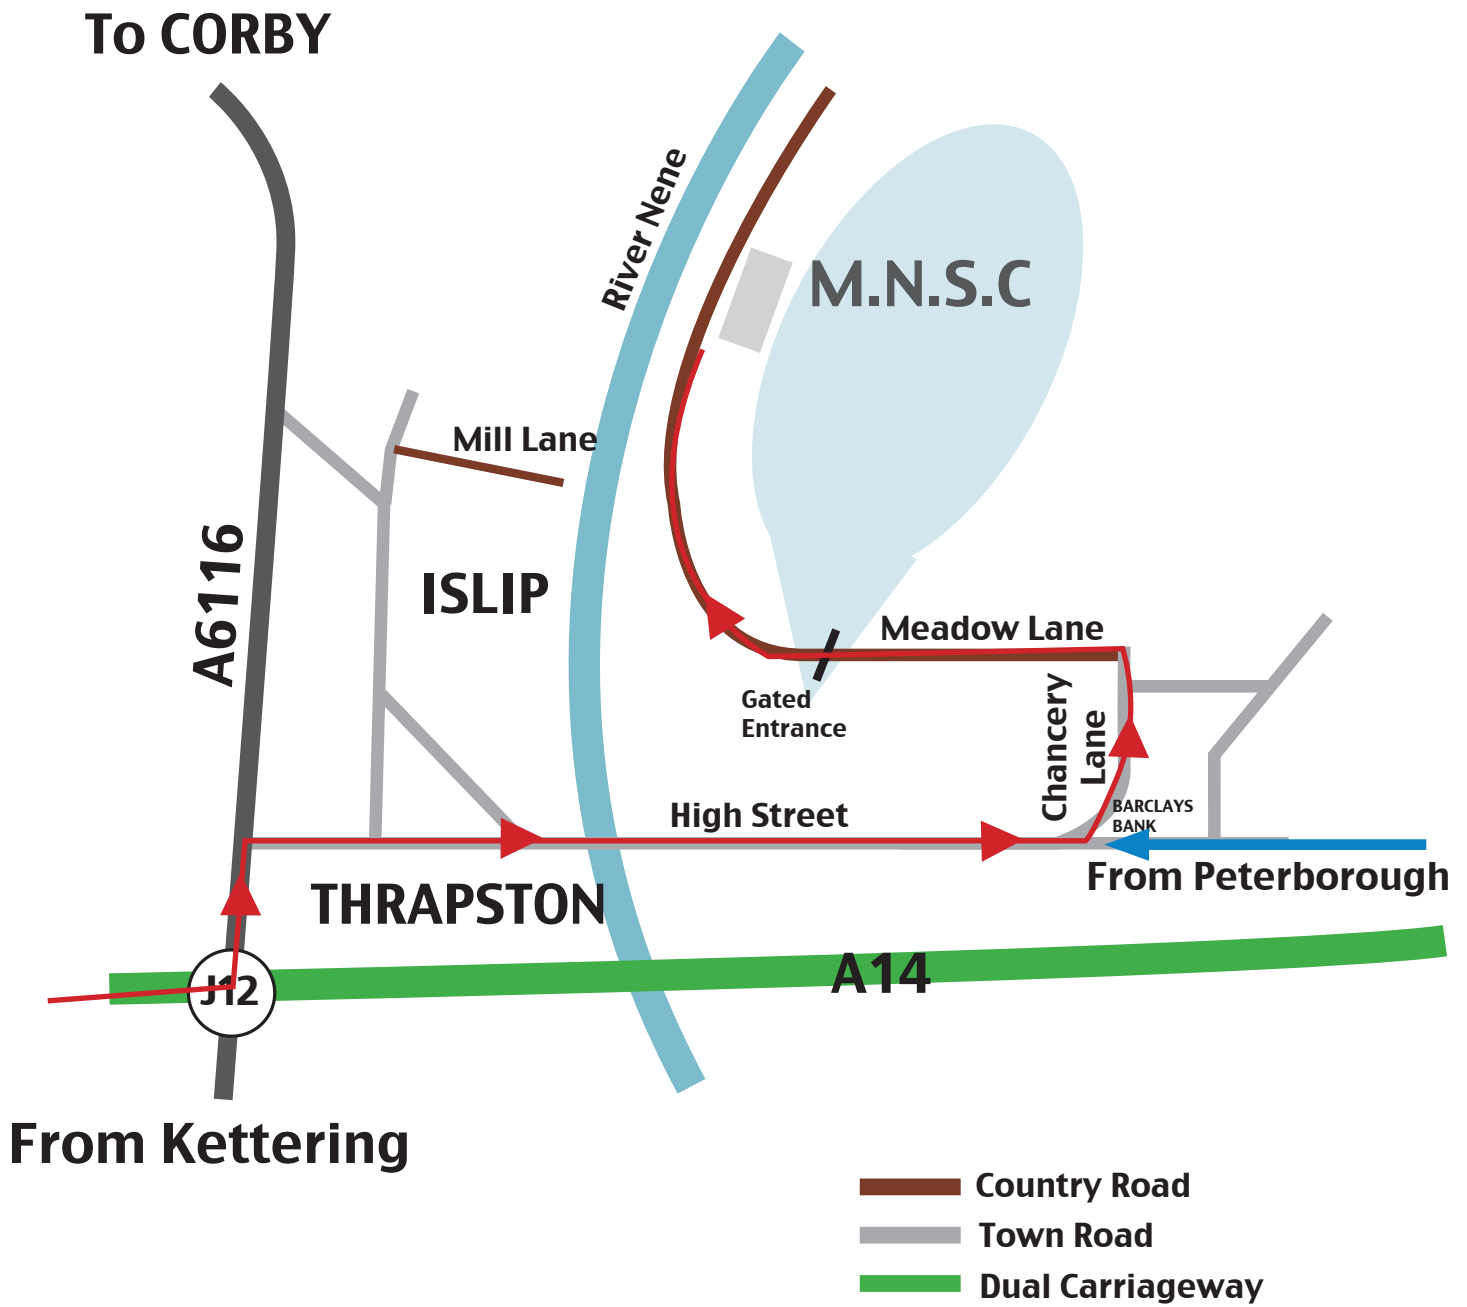 To CORBY
River Nene
M.N.S.C
Mill Lane
A6116
ISLIP
Meadow Lane
Gated
Entrance
Chancery
Lane
High Street
BARCLAYS
BANK
From Peterborough
THRAPSTON
A14
J12
From Kettering
Country Road
Town Road
Dual Carriageway